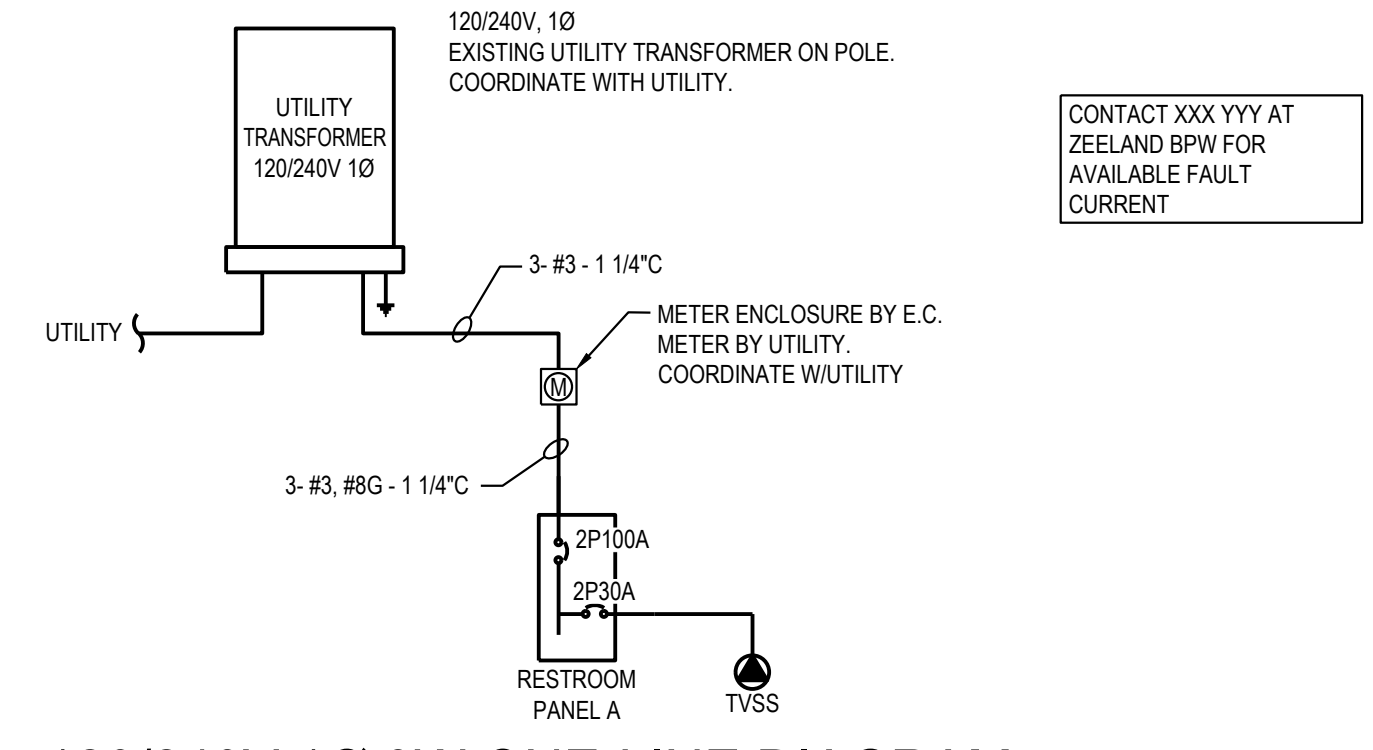 120/240V, 1Ø
EXISTING UTILITY TRANSFORMER ON POLE.
COORDINATE WITH UTILITY.
UTILITY
TRANSFORMER
120/240V 1Ø
CONTACT XXX YYY AT
ZEELAND BPW FOR
AVAILABLE FAULT
CURRENT
3- #3 - 1 1/4"C
UTILITY
METER ENCLOSURE BY E.C.
METER BY UTILITY.
COORDINATE W/UTILITY
M
3- #3, #8G - 1 1/4"C
2P100A
2P30A
RESTROOM
PANEL A
TVSS